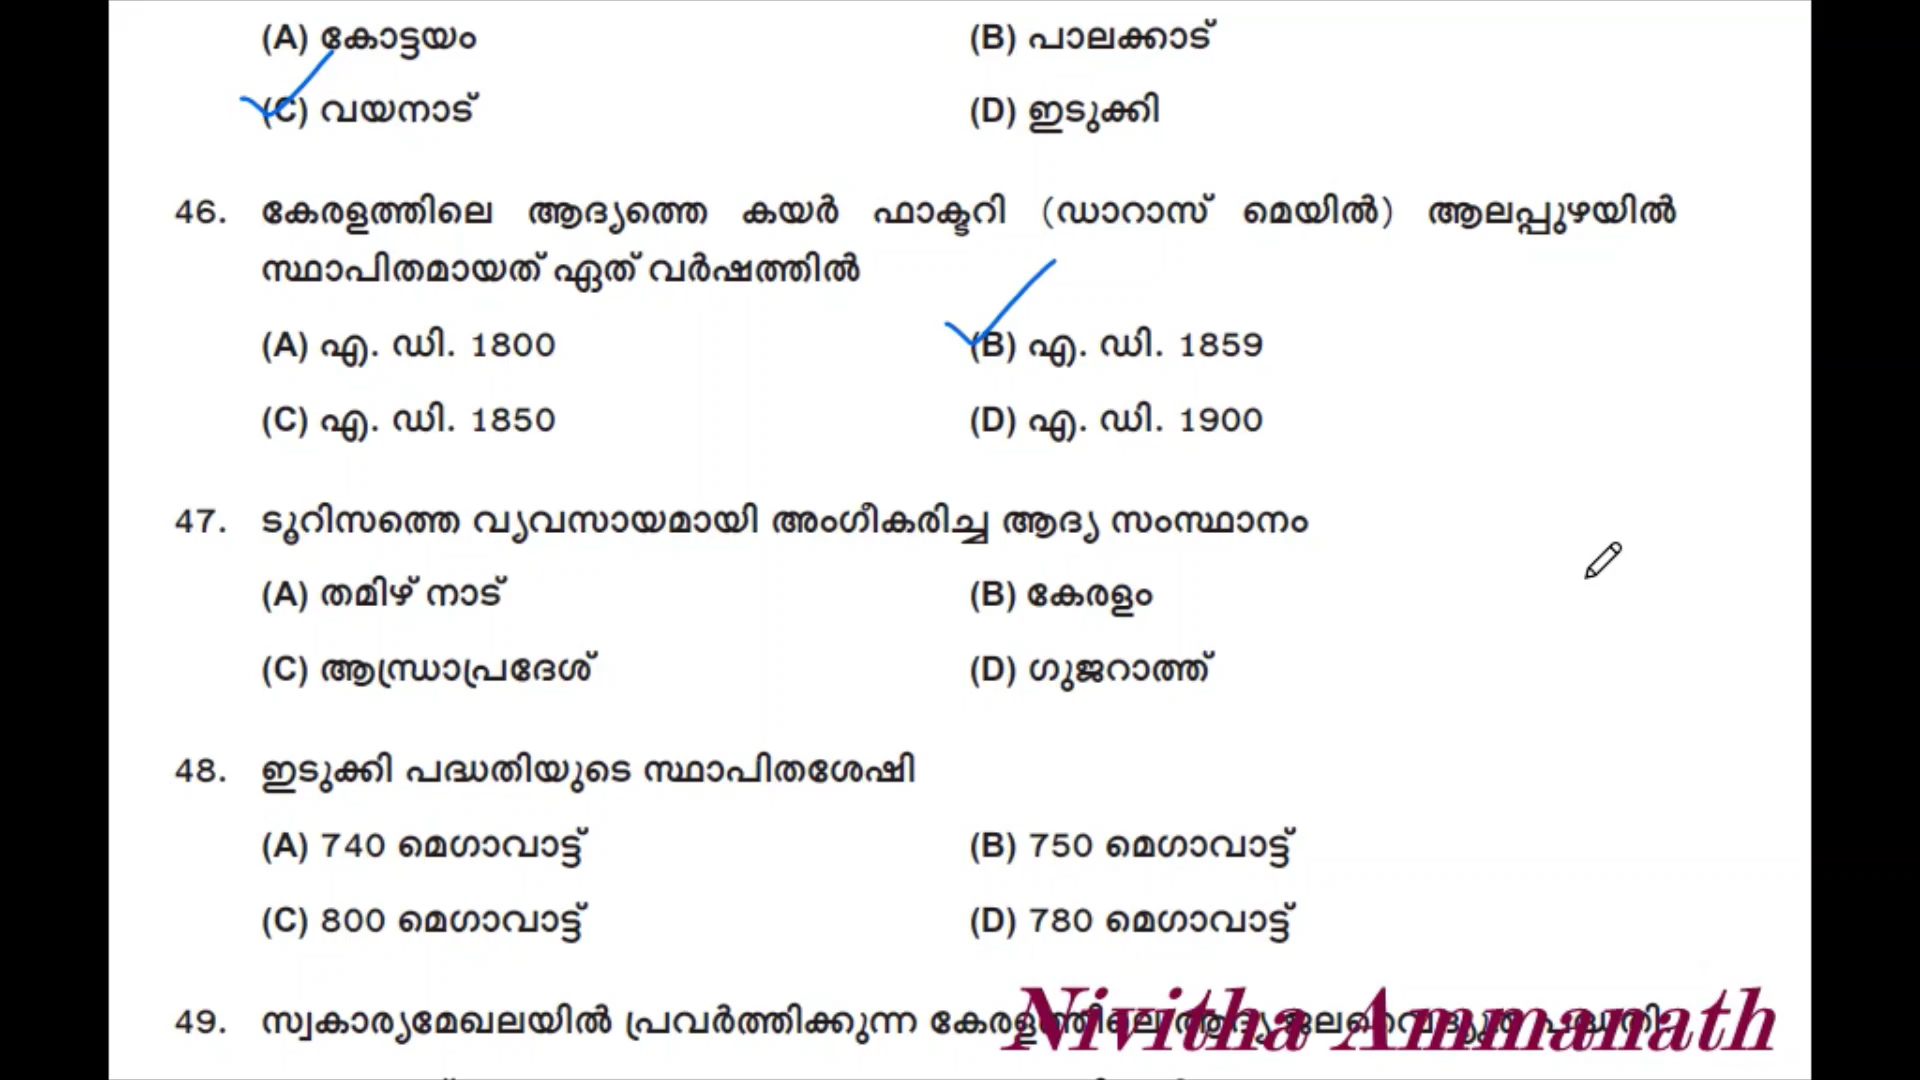 (A) കോട്ടയം (B) പാലക്കാട്
(C) വയനാട് (D) ഇടുക്കി
46. കേരളത്തിലെ ആദ്യത്തെ കയർ ഫാക്ടറി (ഡാറാസ് മെയിൽ) ആലപ്പുഴയിൽ
സ്ഥാപിതമായത് ഏത് വർഷത്തിൽ
(A) എ. ഡി. 1800 (B) എ. ഡി. 1859
(C) എ. ഡി. 1850 (D) എ. ഡി. 1900
47. ടൂറിസത്തെ വ്യവസായമായി അംഗീകരിച്ച ആദ്യ സംസ്ഥാനം
(A) തമിഴ് നാട് (B) കേരളം
(C) ആന്ധ്രാപ്രദേശ് (D) ഗുജറാത്ത്
48. ഇടുക്കി പദ്ധതിയുടെ സ്ഥാപിതശേഷി
(A) 740 മെഗാവാട്ട് (B) 750 മെഗാവാട്ട്
(C) 800 മെഗാവാട്ട് (D) 780 മെഗാവാട്ട്
49. സ്വകാര്യമേഖലയിൽ പ്രവർത്തിക്കുന്ന കേരളത്തിലെ ആദ്യ
Nivitha Ammanath